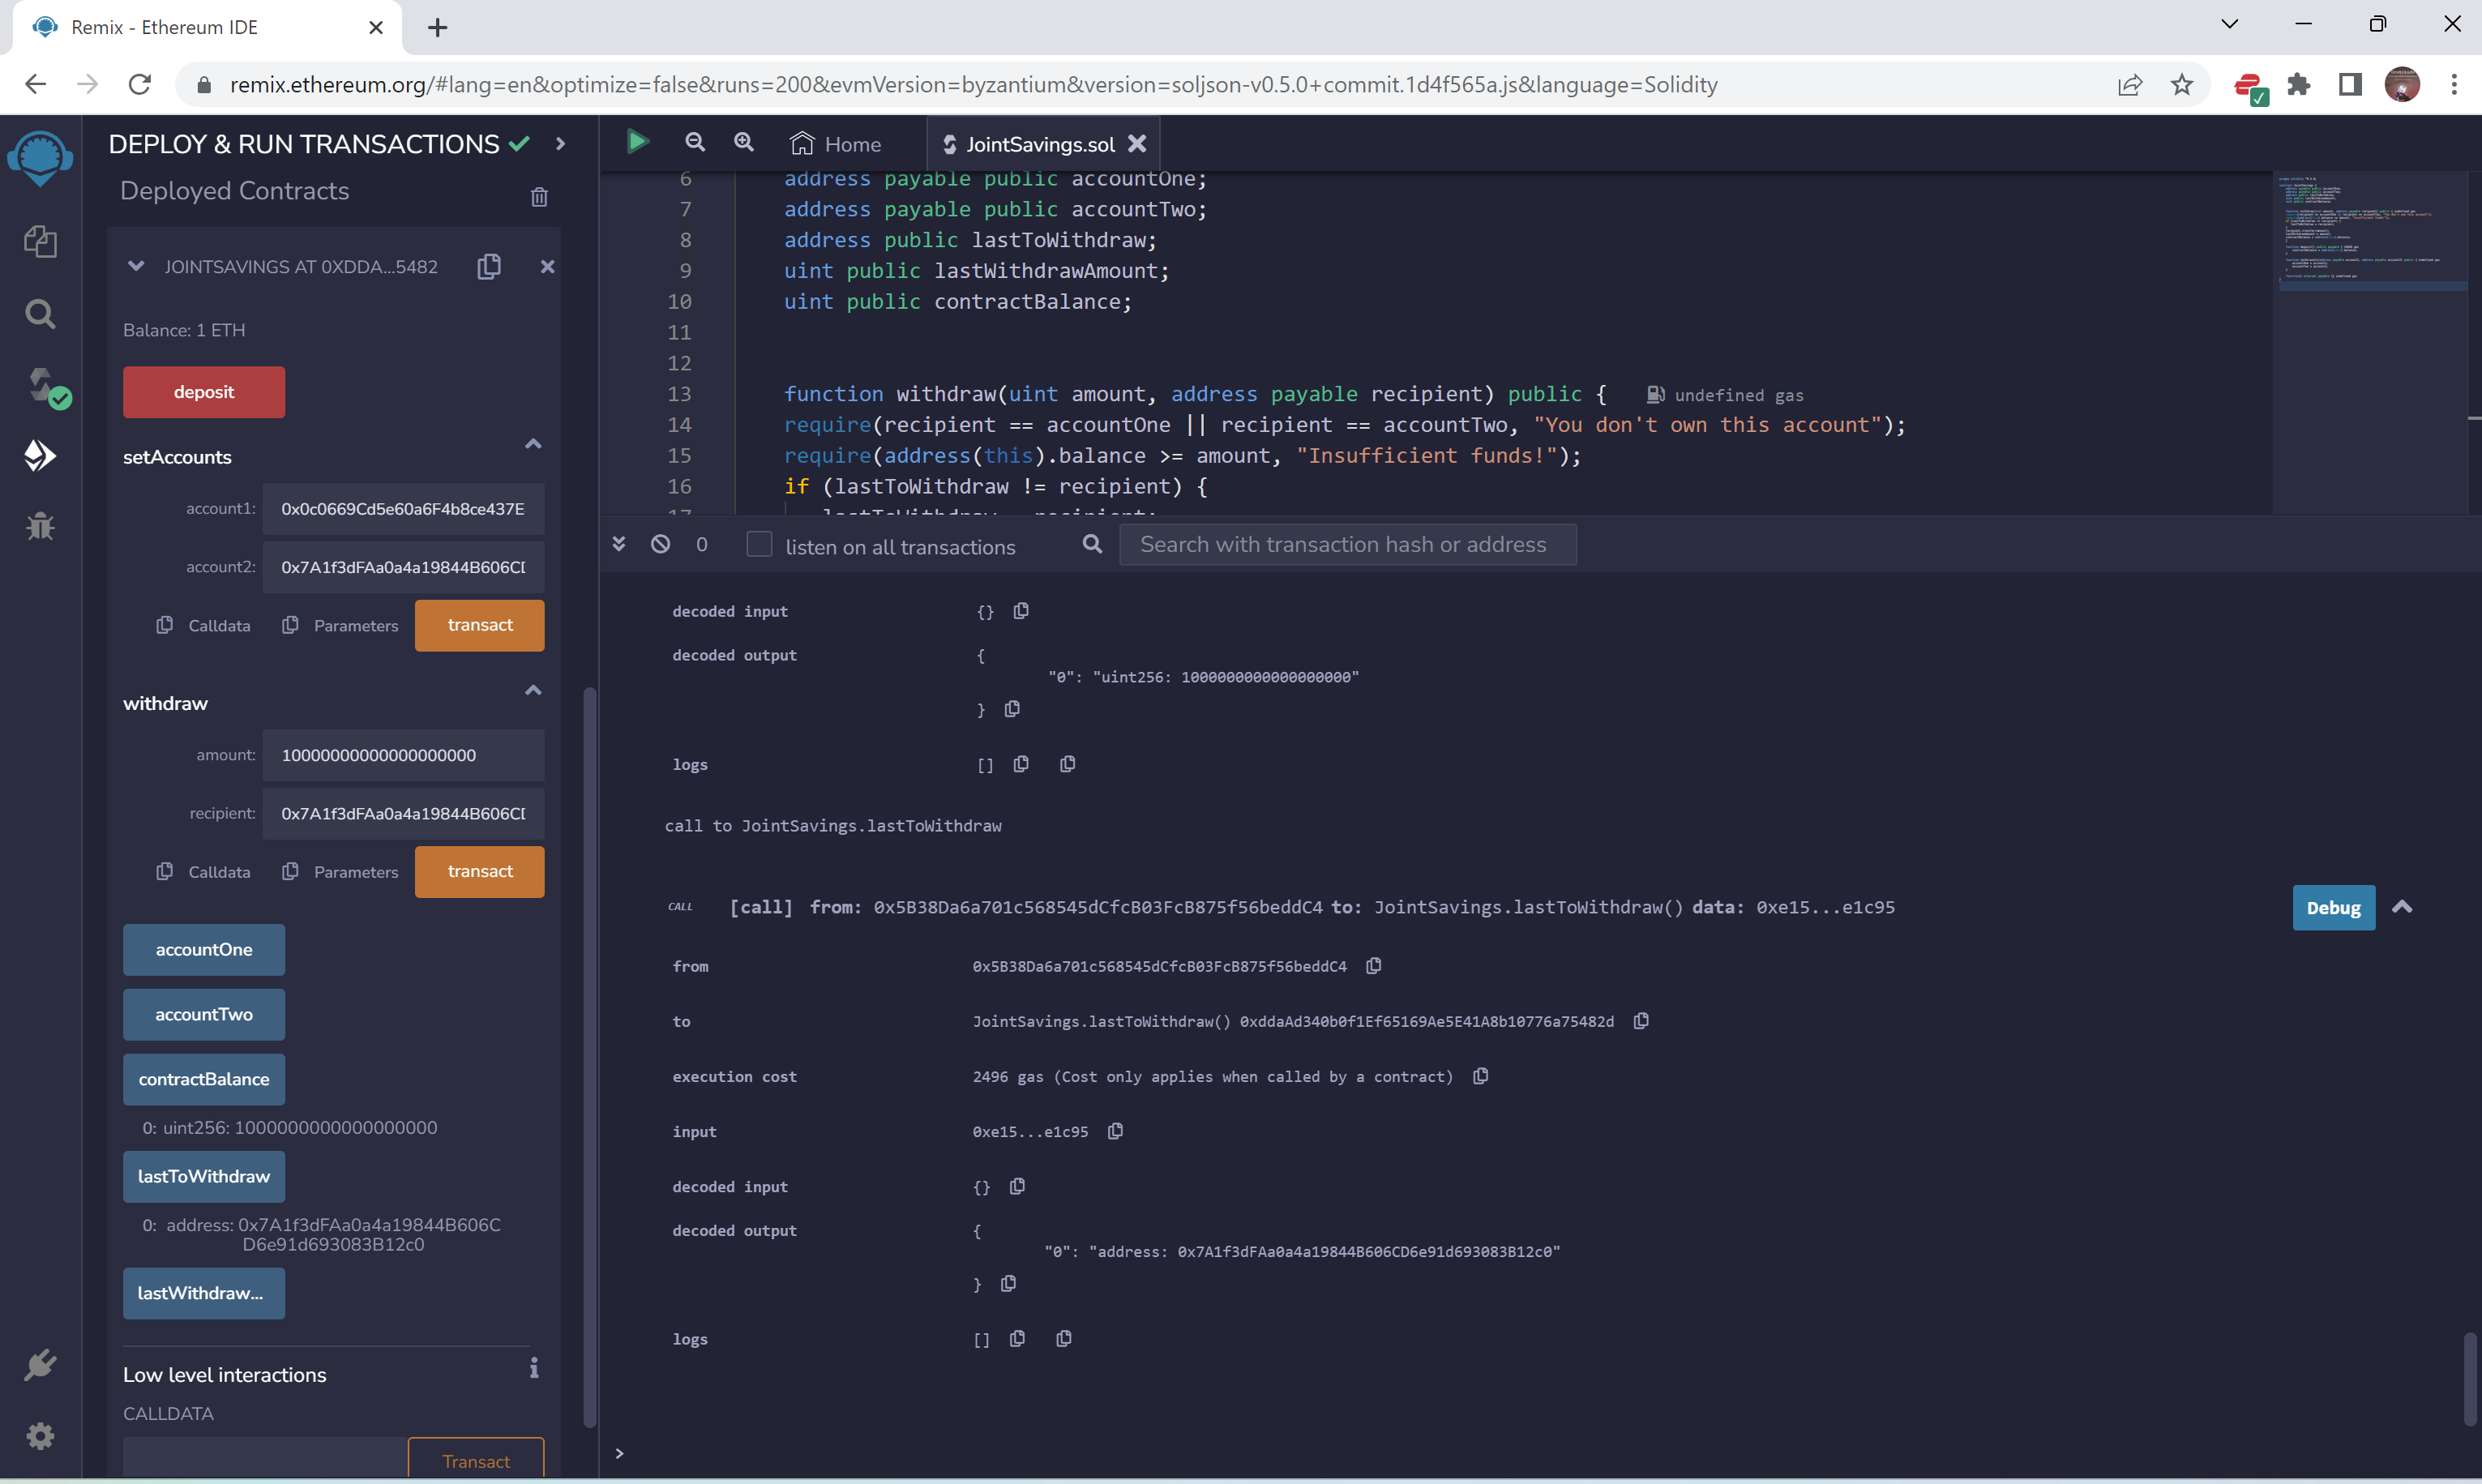 Remix - Ethereum IDE
remix.ethereum.org/#lang=en&optimize=false&runs=200&evmVersion=byzantium&version=soljson-v0.5.0+commit.1d4f565a.js&language=Solidity
DEPLOY & RUN TRANSACTIONS
Deployed Contracts
JOINTSAVINGS AT 0XDDA...5482
Balance: 1 ETH
deposit
setAccounts
account1: 0x0c0669Cd5e60a6F4b8ce437E
account2: 0x7A1f3dFAa0a4a19844B606CD
Calldata Parameters transact
withdraw
amount: 10000000000000000000
recipient: 0x7A1f3dFAa0a4a19844B606CD
Calldata Parameters transact
accountOne
accountTwo
contractBalance
0: uint256: 1000000000000000000
lastToWithdraw
0: address: 0x7A1f3dFAa0a4a19844B606C
D6e91d693083B12c0
lastWithdraw...
Low level interactions
CALLDATA
Transact
Home JointSavings.sol
6 address payable public accountOne;
7 address payable public accountTwo;
8 address public lastToWithdraw;
9 uint public lastWithdrawAmount;
10 uint public contractBalance;
11
12
13 function withdraw(uint amount, address payable recipient) public { undefined gas
14 require(recipient == accountOne || recipient == accountTwo, "You don't own this account");
15 require(address(this).balance >= amount, "Insufficient funds!");
16 if (lastToWithdraw != recipient) {
17 lastToWithdraw = recipient;
0 listen on all transactions Search with transaction hash or address
decoded input {}
decoded output {
"0": "uint256: 1000000000000000000"
}
logs []
call to JointSavings.lastToWithdraw
CALL [call] from: 0x5B38Da6a701c568545dCfcB03FcB875f56beddC4 to: JointSavings.lastToWithdraw() data: 0xe15...e1c95 Debug
from 0x5B38Da6a701c568545dCfcB03FcB875f56beddC4
to JointSavings.lastToWithdraw() 0xddaAd340b0f1Ef65169Ae5E41A8b10776a75482d
execution cost 2496 gas (Cost only applies when called by a contract)
input 0xe15...e1c95
decoded input {}
decoded output {
"0": "address: 0x7A1f3dFAa0a4a19844B606CD6e91d693083B12c0"
}
logs []
>